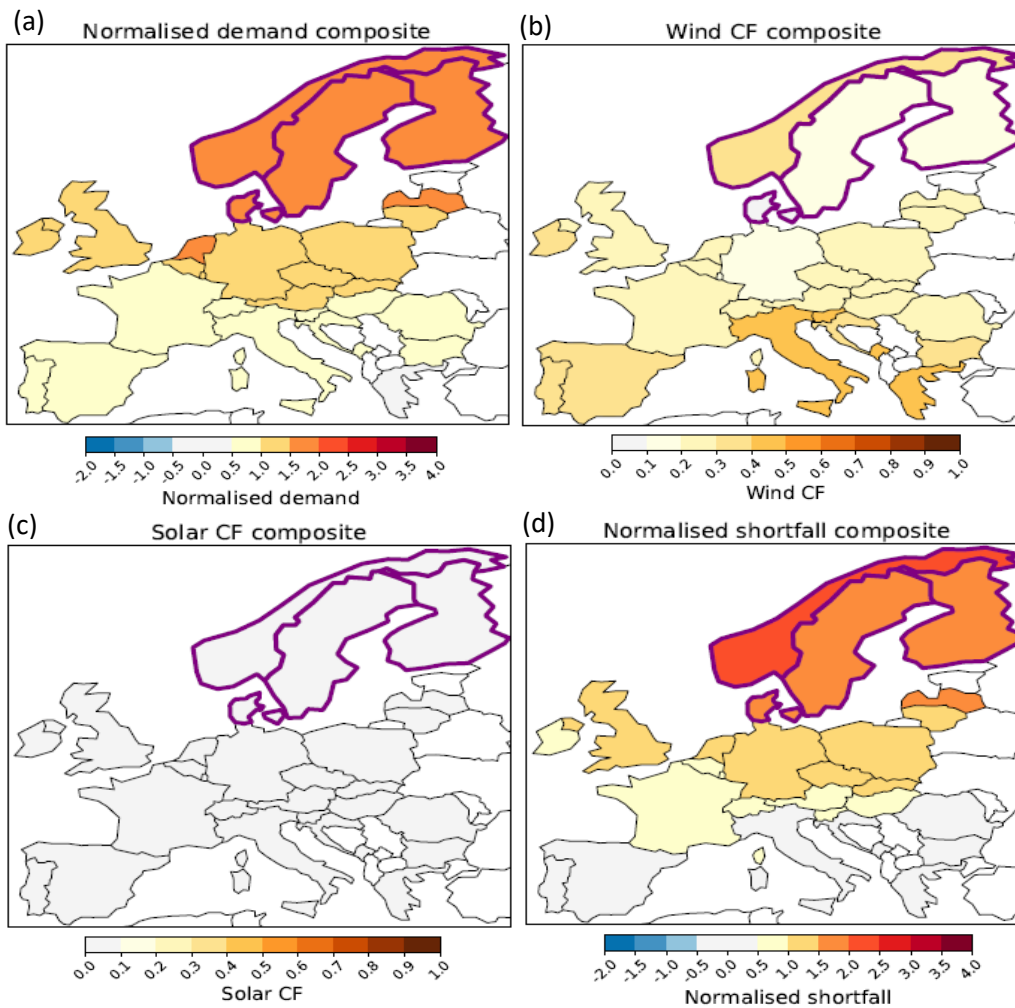 (a)
Normalised demand composite
-2.0 -1.5 -1.0 -0.5 0.0 0.5 1.0 1.5 2.0 2.5 3.0 3.5 4.0
Normalised demand
(b)
Wind CF composite
0.0 0.1 0.2 0.3 0.4 0.5 0.6 0.7 0.8 0.9 1.0
Wind CF
(c)
Solar CF composite
0.0 0.1 0.2 0.3 0.4 0.5 0.6 0.7 0.8 0.9 1.0
Solar CF
(d)
Normalised shortfall composite
-2.0 -1.5 -1.0 -0.5 0.0 0.5 1.0 1.5 2.0 2.5 3.0 3.5 4.0
Normalised shortfall